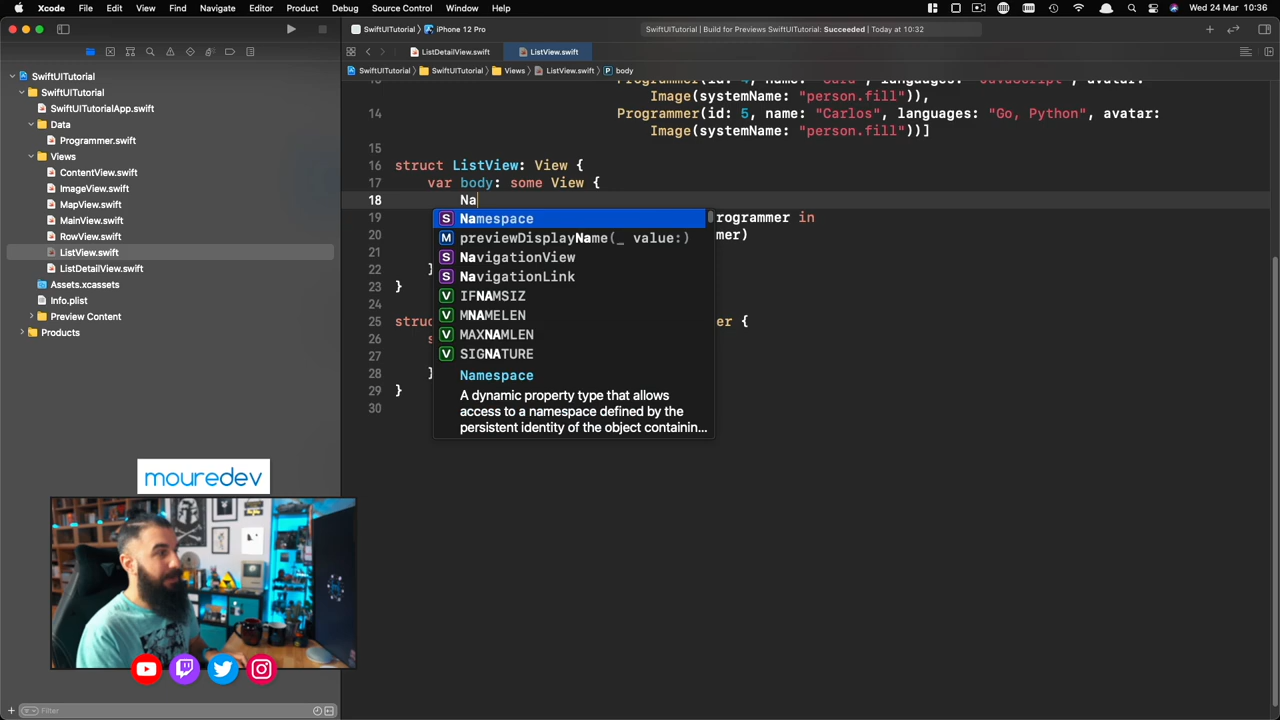 Xcode File Edit View Find Navigate Editor Product Debug Source Control Window Help Wed 24 Mar 10:36
SwiftUITutorial iPhone 12 Pro SwiftUITutorial | Build for Previews SwiftUITutorial: Succeeded | Today at 10:32
ListDetailView.swift ListView.swift
SwiftUITutorial SwiftUITutorial Views ListView.swift body
SwiftUITutorial
SwiftUITutorial
SwiftUITutorialApp.swift
Data
Programmer.swift
Views
ContentView.swift
ImageView.swift
MapView.swift
MainView.swift
RowView.swift
ListView.swift
ListDetailView.swift
Assets.xcassets
Info.plist
Preview Content
Products
Image(systemName: "person.fill")),
14 Programmer(id: 5, name: "Carlos", languages: "Go, Python", avatar:
Image(systemName: "person.fill"))]
15
16 struct ListView: View {
17 var body: some View {
18 Na
19 rogrammer in
20 mer)
21
22
23 }
24
25 struc er {
26 s
27
28
29 }
30
Namespace
previewDisplayName(_ value:)
NavigationView
NavigationLink
IFNAMSIZ
MNAMELEN
MAXNAMLEN
SIGNATURE
Namespace
A dynamic property type that allows
access to a namespace defined by the
persistent identity of the object containin...
mouredev
Filter